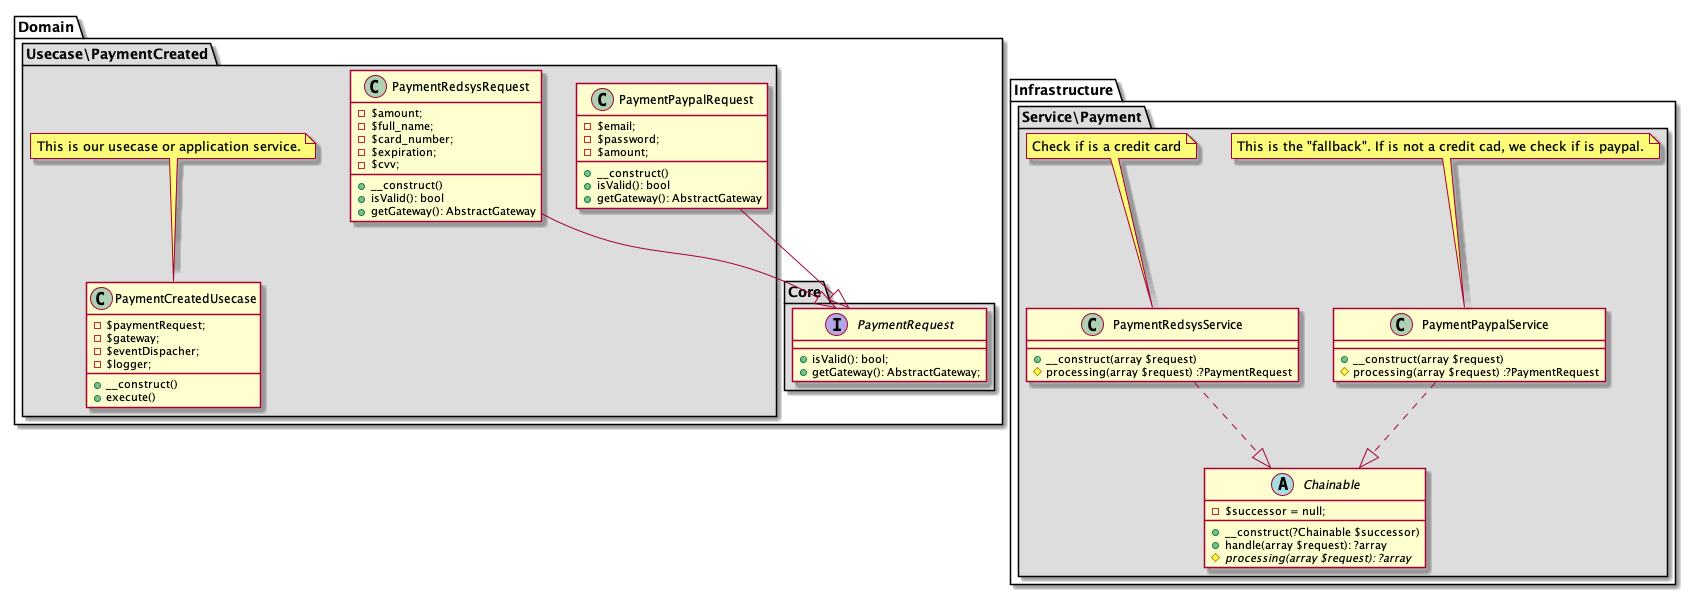 Domain
Usecase\PaymentCreated
This is our usecase or application service.
C PaymentRedsysRequest
$amount;
$full_name;
$card_number;
$expiration;
$cvv;
__construct()
isValid(): bool
getGateway(): AbstractGateway
C PaymentPaypalRequest
$email;
$password;
$amount;
__construct()
isValid(): bool
getGateway(): AbstractGateway
C PaymentCreatedUsecase
$paymentRequest;
$gateway;
$eventDispacher;
$logger;
__construct()
execute()
Core
I PaymentRequest
isValid(): bool;
getGateway(): AbstractGateway;
Infrastructure
Service\Payment
Check if is a credit card
This is the "fallback". If is not a credit cad, we check if is paypal.
C PaymentRedsysService
__construct(array $request)
processing(array $request) :?PaymentRequest
C PaymentPaypalService
__construct(array $request)
processing(array $request) :?PaymentRequest
A Chainable
$successor = null;
__construct(?Chainable $successor)
handle(array $request): ?array
processing(array $request): ?array